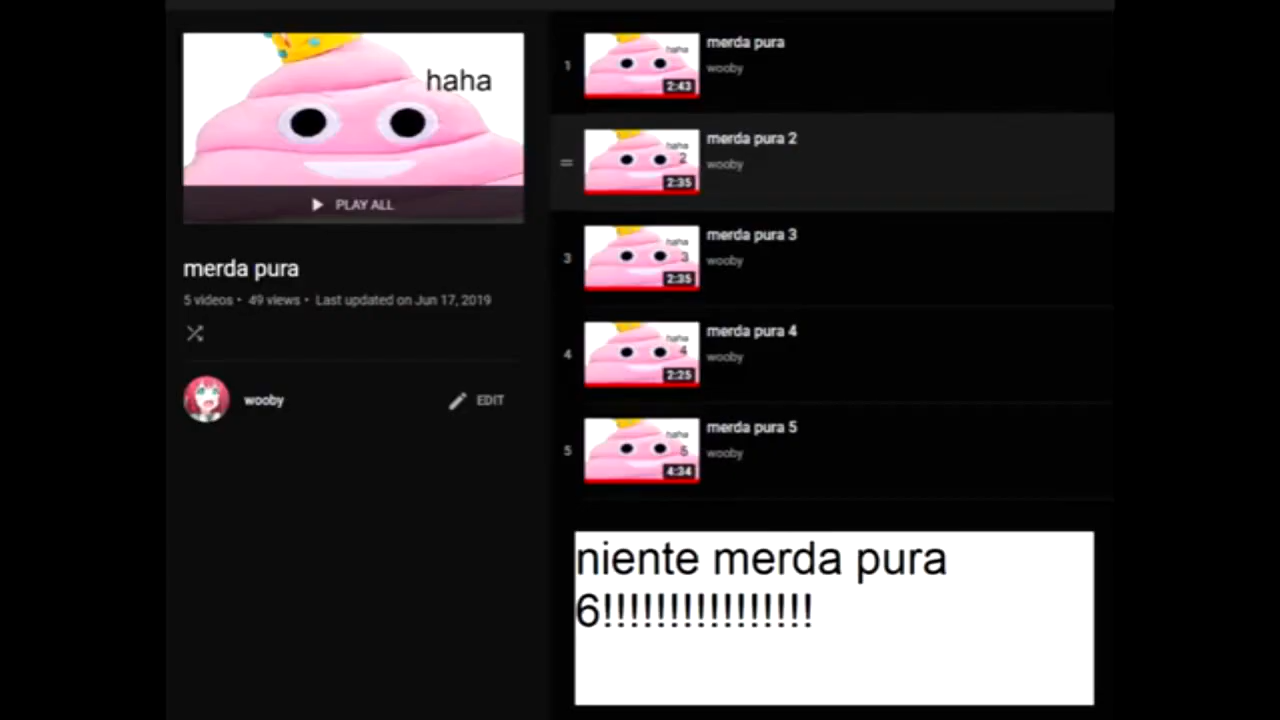 haha
PLAY ALL
merda pura
5 videos • 49 views • Last updated on Jun 17, 2019
wooby
EDIT
1
haha
2:43
merda pura
wooby
haha
2
2:35
merda pura 2
wooby
3
haha
3
2:35
merda pura 3
wooby
4
haha
4
2:25
merda pura 4
wooby
5
haha
5
4:34
merda pura 5
wooby
niente merda pura
6!!!!!!!!!!!!!!!!